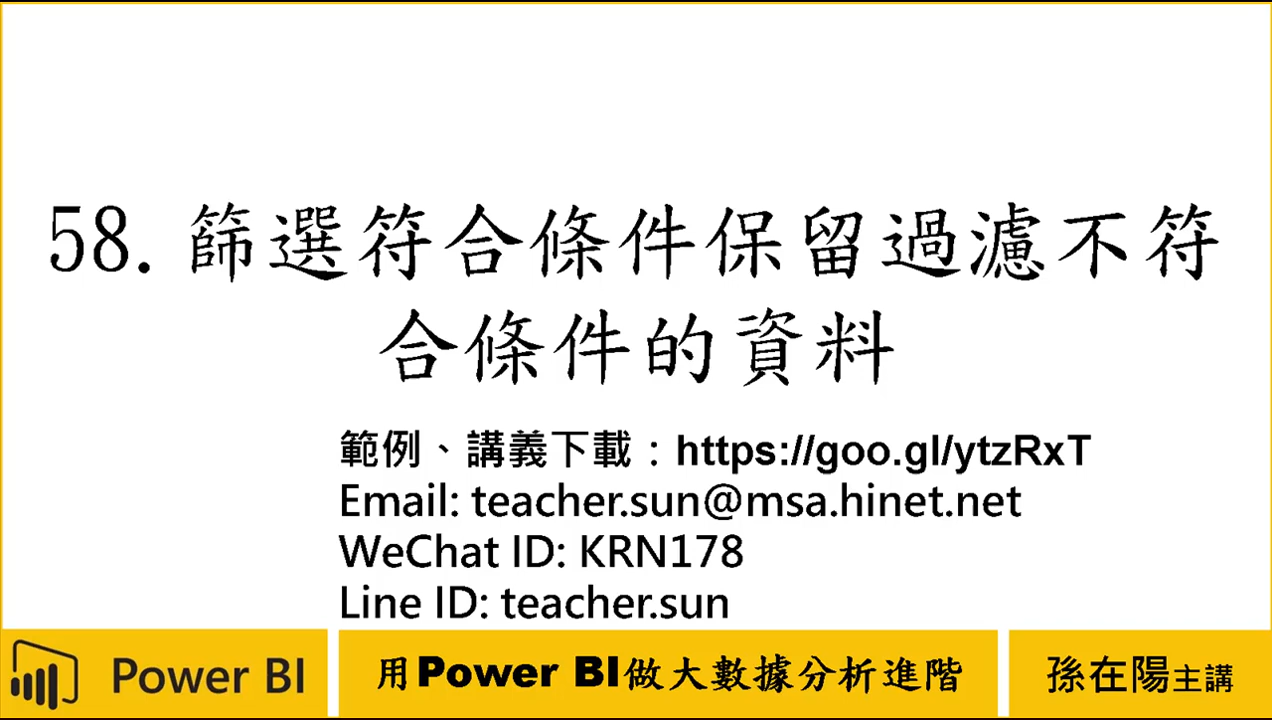 58. 篩選符合條件保留過濾不符
合條件的資料
範例、講義下載：https://goo.gl/ytzRxT
Email: teacher.sun@msa.hinet.net
WeChat ID: KRN178
Line ID: teacher.sun
Power BI
用Power BI做大數據分析進階
孫在陽主講